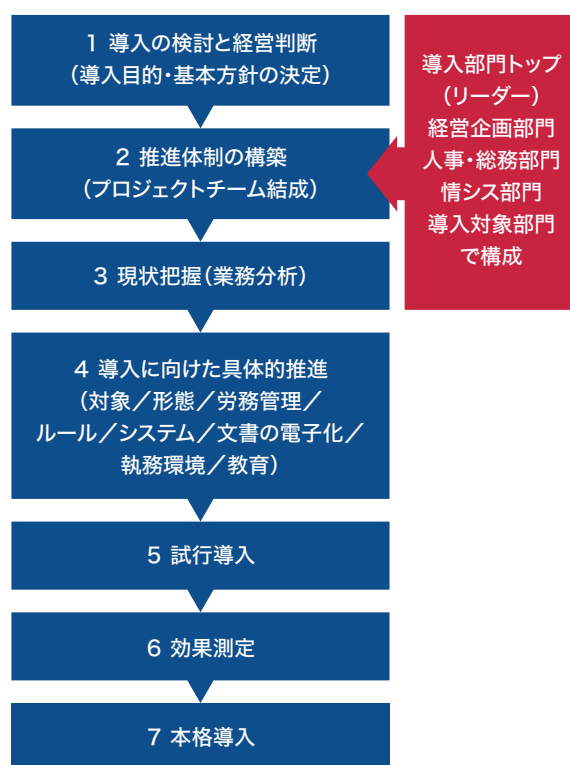 1 導入の検討と経営判断
(導入目的・基本方針の決定)
2 推進体制の構築
(プロジェクトチーム結成)
導入部門トップ
(リーダー)
経営企画部門
人事・総務部門
情シス部門
導入対象部門
で構成
3 現状把握(業務分析)
4 導入に向けた具体的推進
(対象/形態/労務管理/
ルール/システム/文書の電子化/
執務環境/教育)
5 試行導入
6 効果測定
7 本格導入